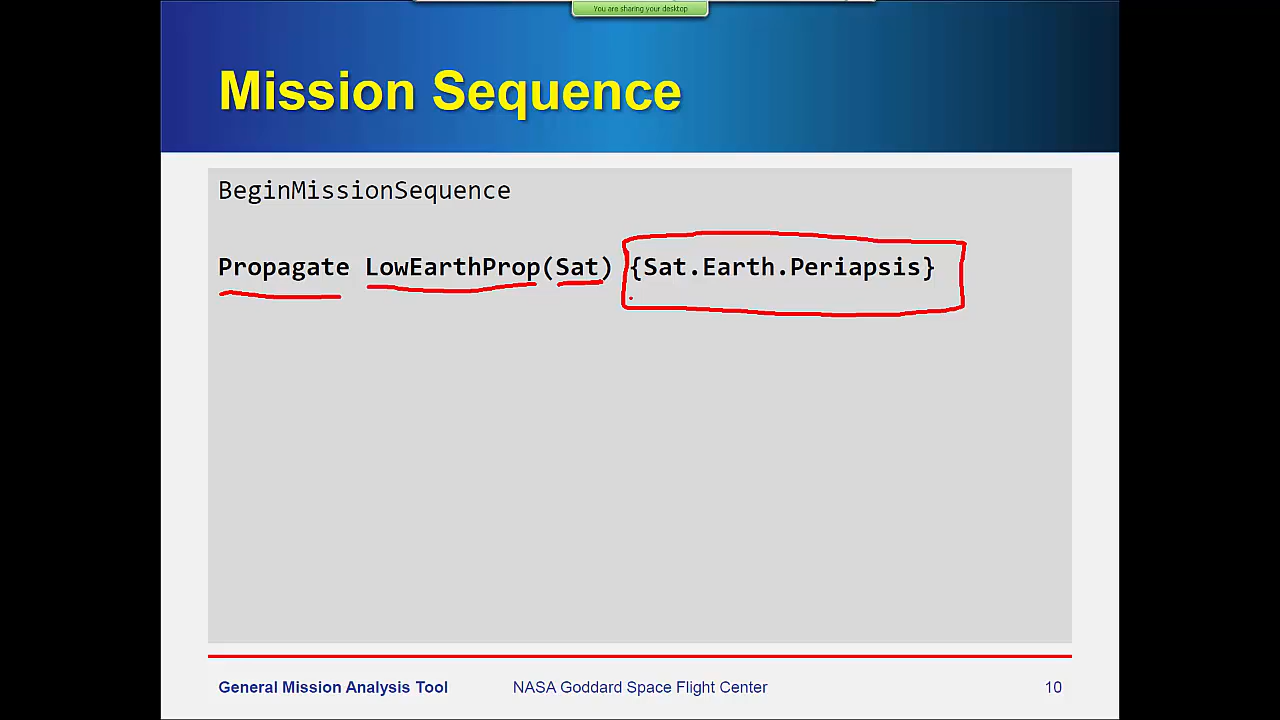 You are sharing your desktop
Mission Sequence
BeginMissionSequence
Propagate LowEarthProp(Sat) {Sat.Earth.Periapsis}
General Mission Analysis Tool NASA Goddard Space Flight Center 10